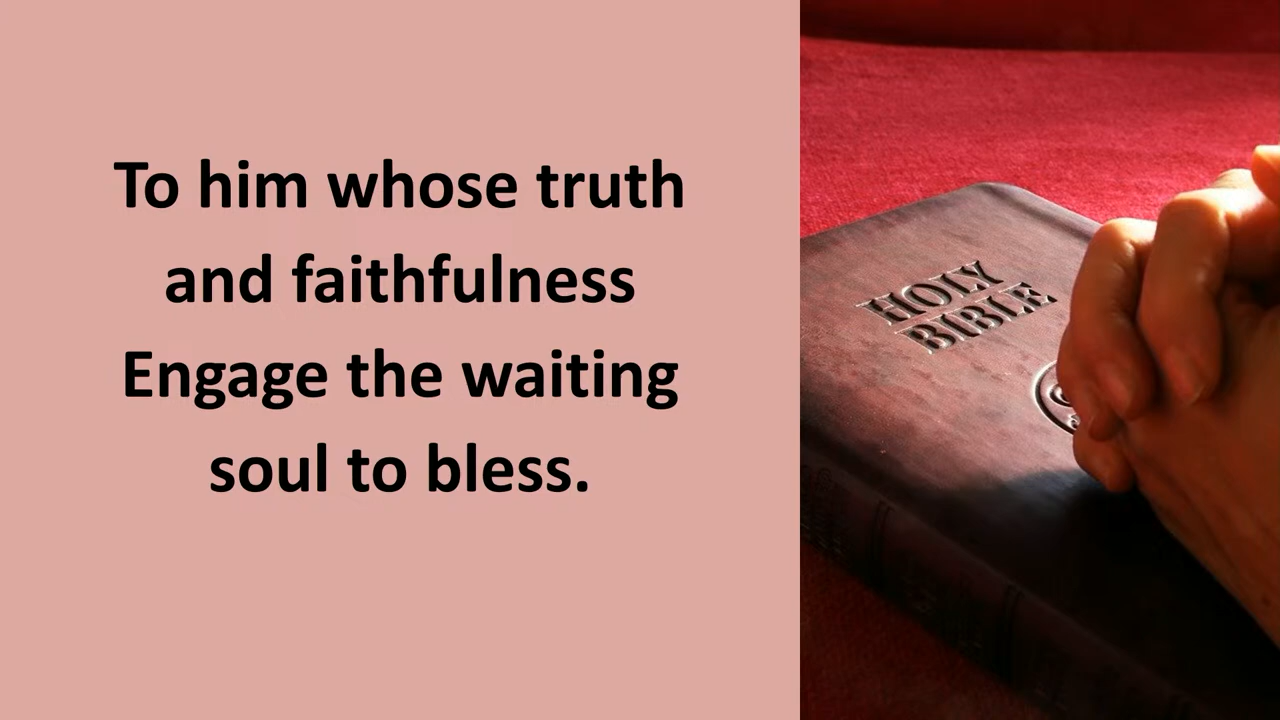 To him whose truth
and faithfulness
Engage the waiting
soul to bless.
HOLY
BIBLE